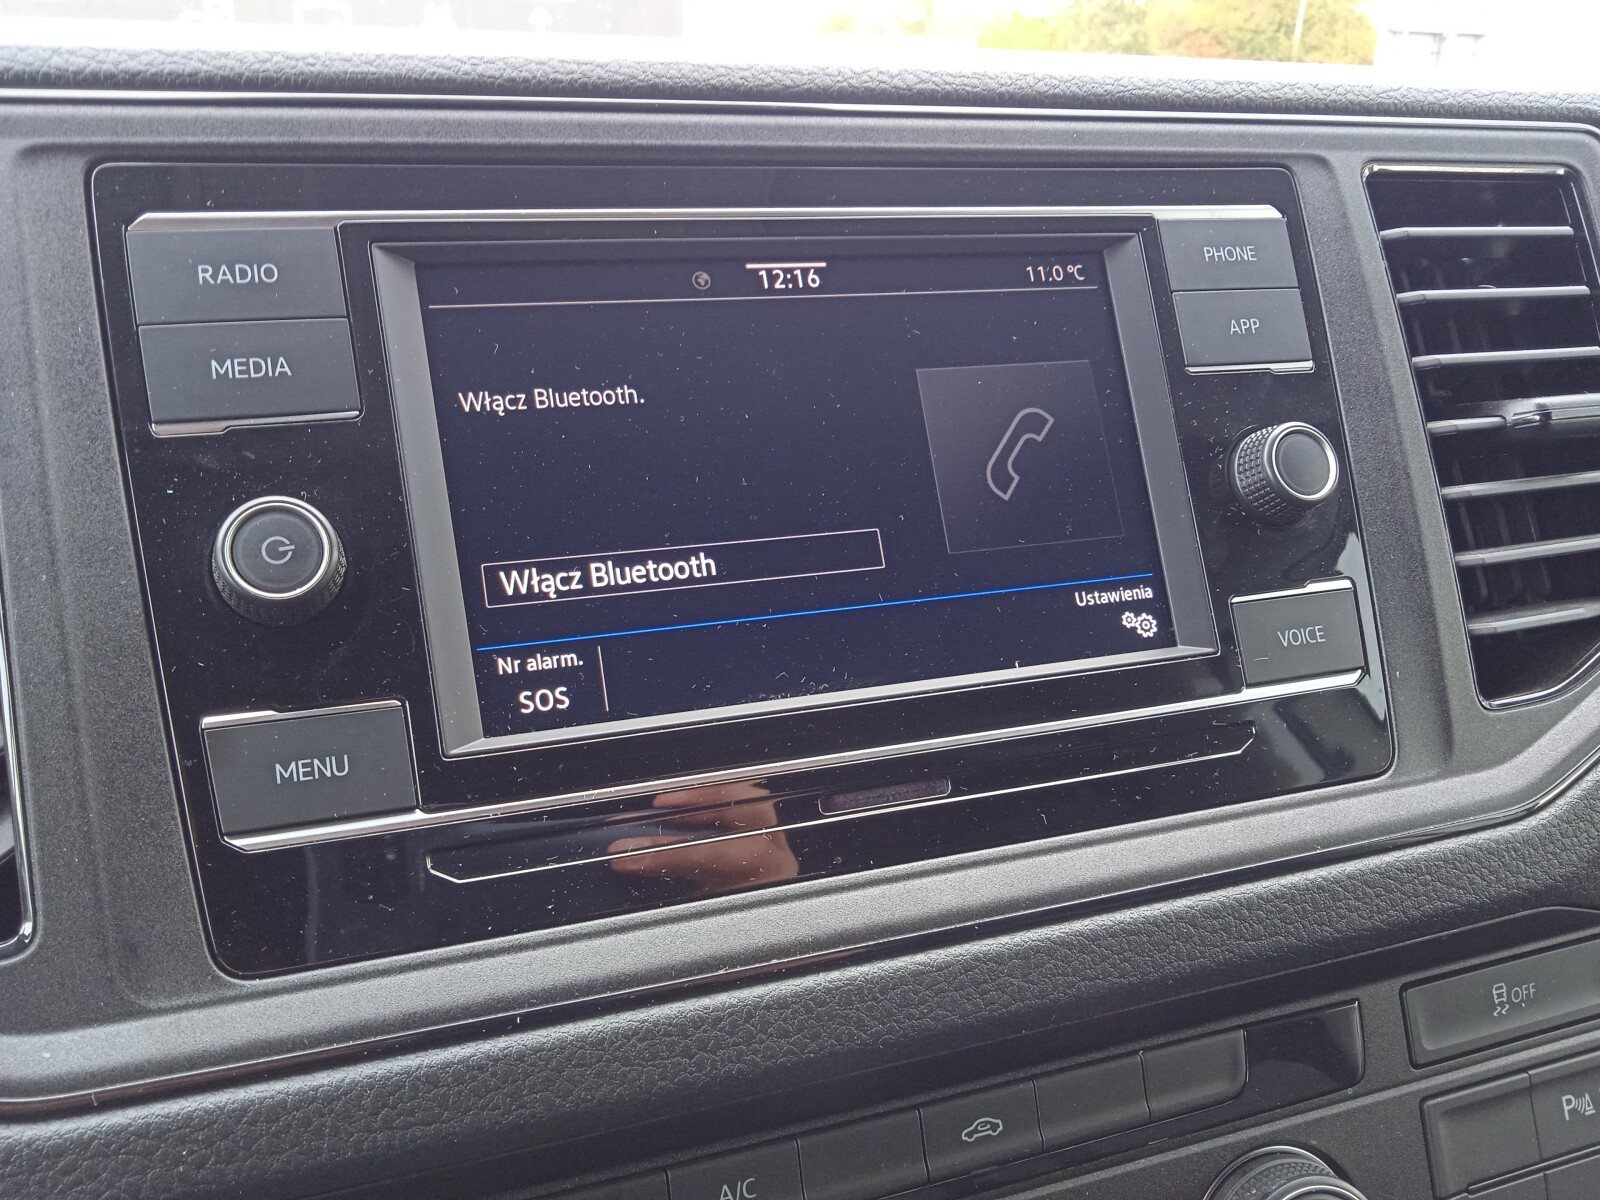 RADIO
MEDIA
MENU
12:16
11.0 °C
Włącz Bluetooth.
Włącz Bluetooth
Ustawienia
Nr alarm.
SOS
PHONE
APP
VOICE
OFF
P
A/C